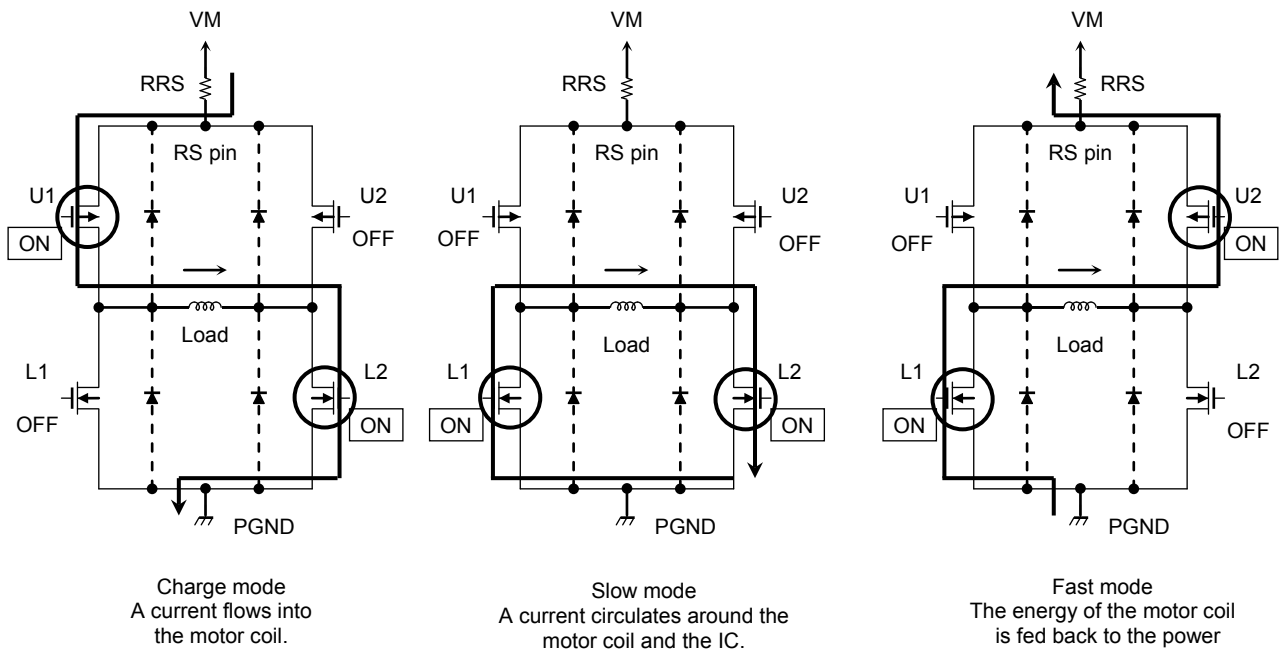 VM
RRS
RS pin
U1
U2
ON
OFF
Load
L1
L2
OFF
ON
PGND
Charge mode
A current flows into
the motor coil.
VM
RRS
RS pin
U1
U2
OFF
OFF
Load
L1
L2
ON
ON
PGND
Slow mode
A current circulates around the
motor coil and the IC.
VM
RRS
RS pin
U1
U2
OFF
ON
Load
L1
L2
ON
OFF
PGND
Fast mode
The energy of the motor coil
is fed back to the power